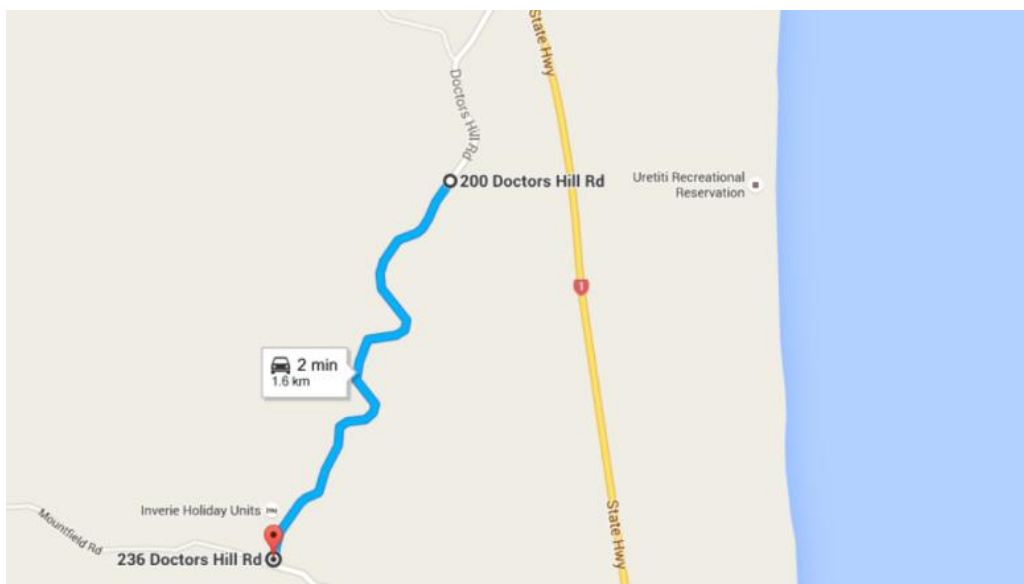 State Hwy
Doctors Hill Rd
200 Doctors Hill Rd
Uretiti Recreational
Reservation
1
2 min
1.6 km
Inverie Holiday Units
Mountfield Rd
State Hwy
236 Doctors Hill Rd